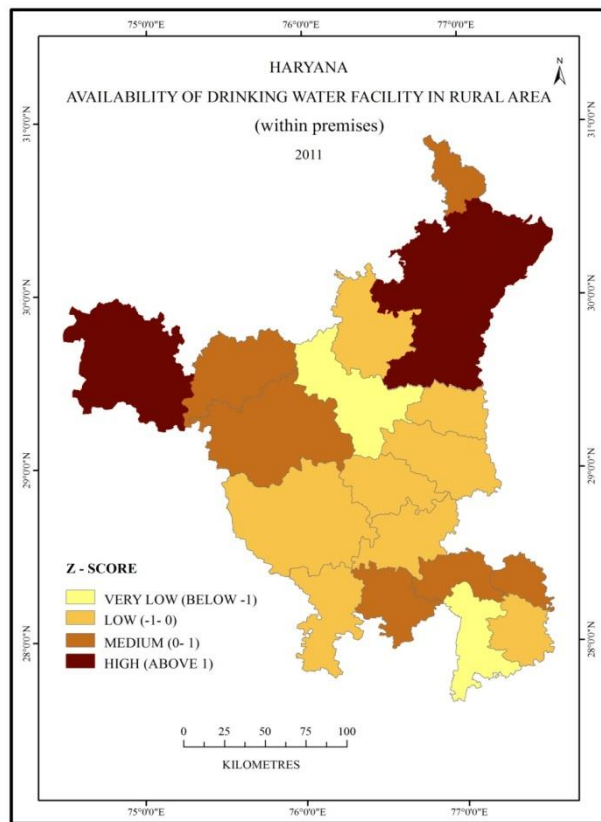 75°0'0"E 76°0'0"E 77°0'0"E
N
HARYANA
AVAILABILITY OF DRINKING WATER FACILITY IN RURAL AREA
(within premises)
2011
31°0'0"N 31°0'0"N
30°0'0"N 30°0'0"N
29°0'0"N 29°0'0"N
28°0'0"N 28°0'0"N
Z - SCORE
VERY LOW (BELOW -1)
LOW (-1- 0)
MEDIUM (0- 1)
HIGH (ABOVE 1)
0 25 50 75 100
KILOMETRES
75°0'0"E 76°0'0"E 77°0'0"E